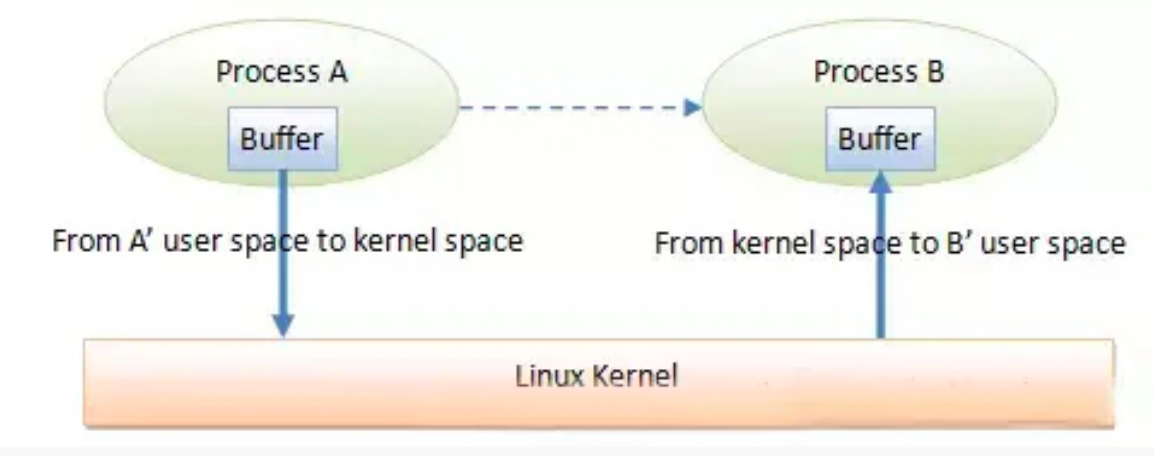 Process A
Process B
Buffer
Buffer
From A’ user space to kernel space
From kernel space to B’ user space
Linux Kernel